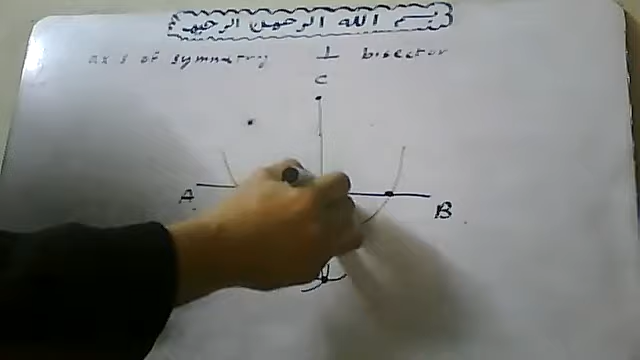 بسم الله الرحمن الرحيم
axis of symmetry ⊥ bisector
C
A
B